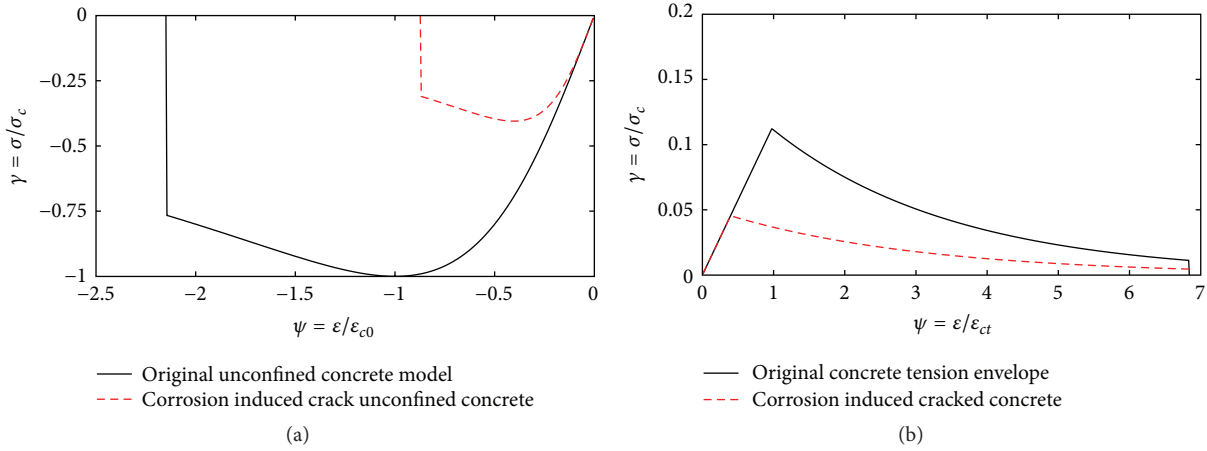 0
−0.25
−0.5
−0.75
−1
−2.5
−2
−1.5
−1
−0.5
0
γ = σ/σc
ψ = ε/εc0
Original unconfined concrete model
Corrosion induced crack unconfined concrete
(a)
0.2
0.15
0.1
0.05
0
0
1
2
3
4
5
6
7
γ = σ/σc
ψ = ε/εct
Original concrete tension envelope
Corrosion induced cracked concrete
(b)